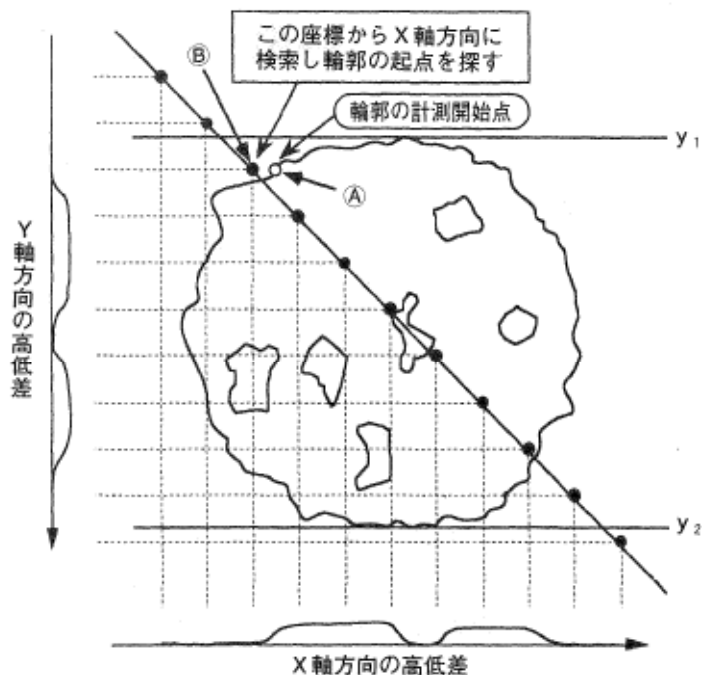 Ⓑ
この座標からX軸方向に
検索し輪郭の起点を探す
輪郭の計測開始点
y₁
Ⓐ
Y軸方向の高低差
y₂
X軸方向の高低差